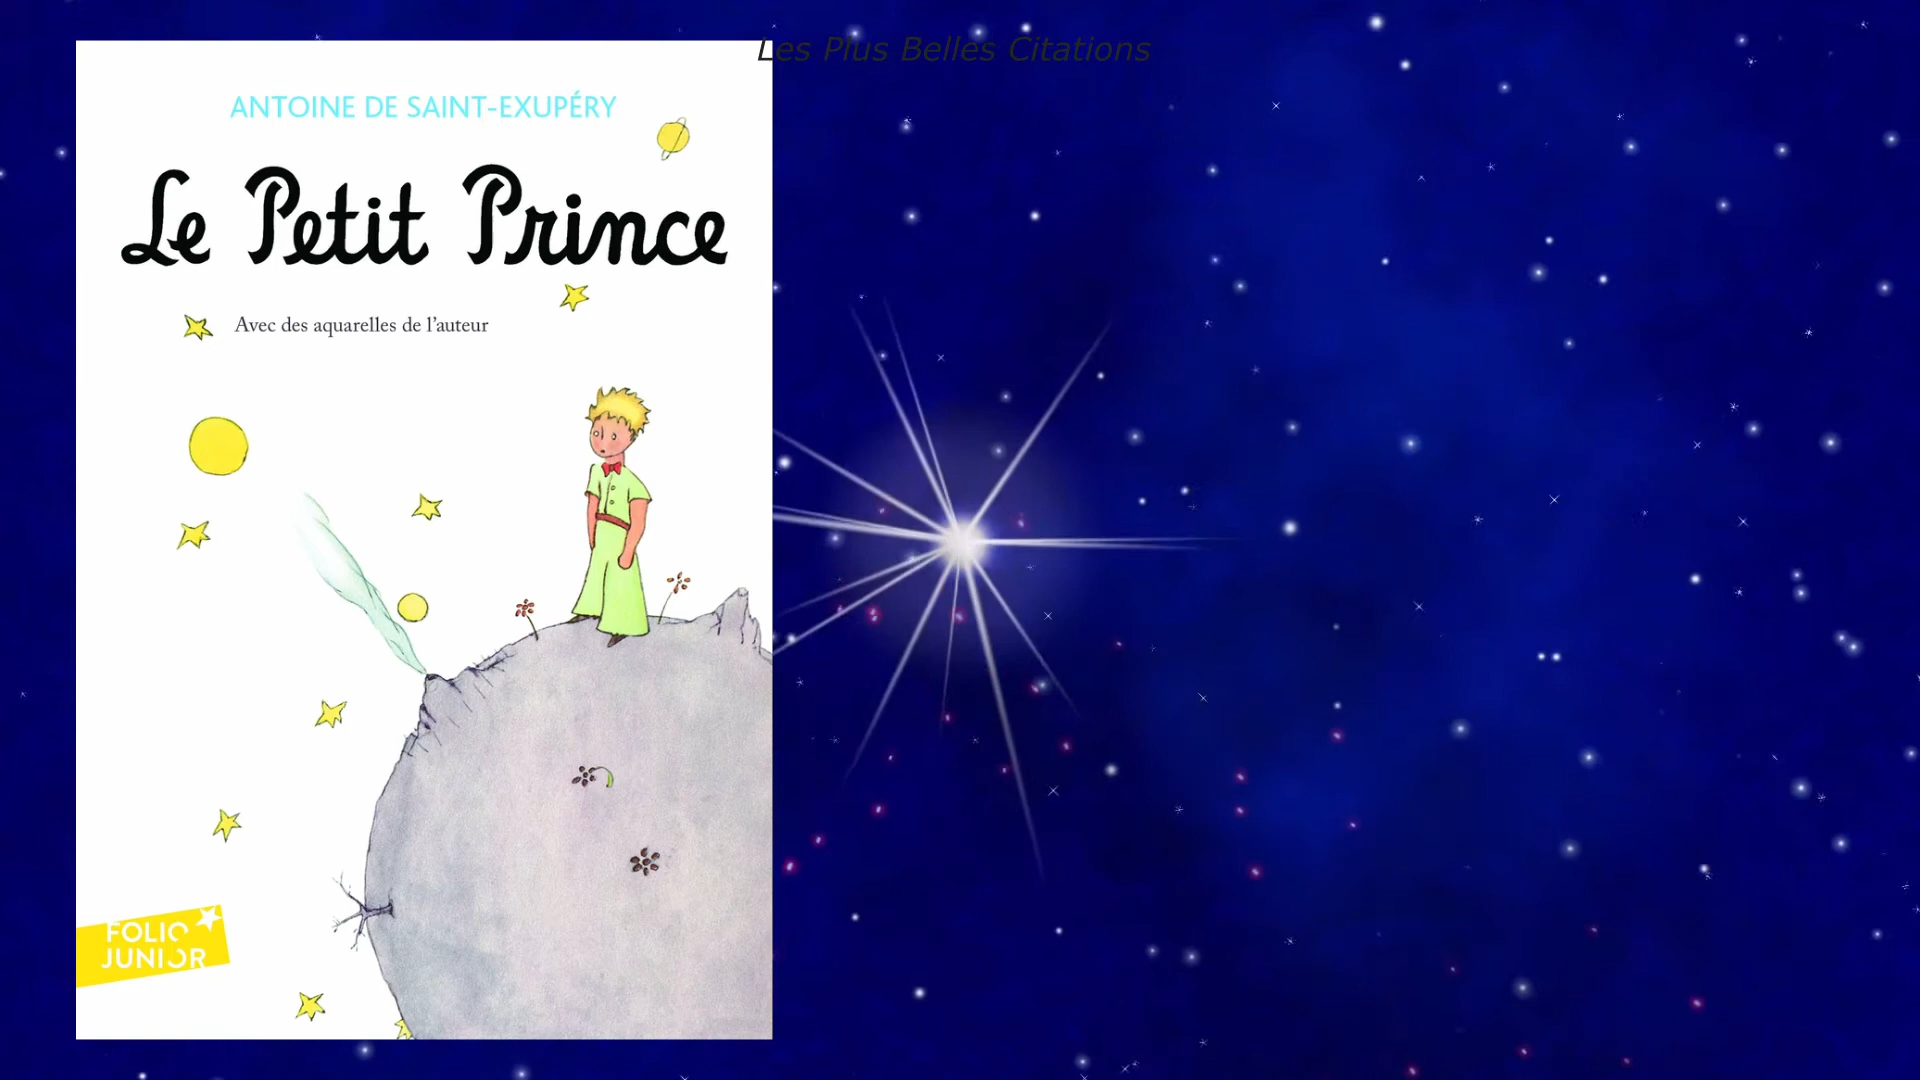 Les Plus Belles Citations
ANTOINE DE SAINT-EXUPÉRY
Le Petit Prince
Avec des aquarelles de l'auteur
FOLIO
JUNIOR